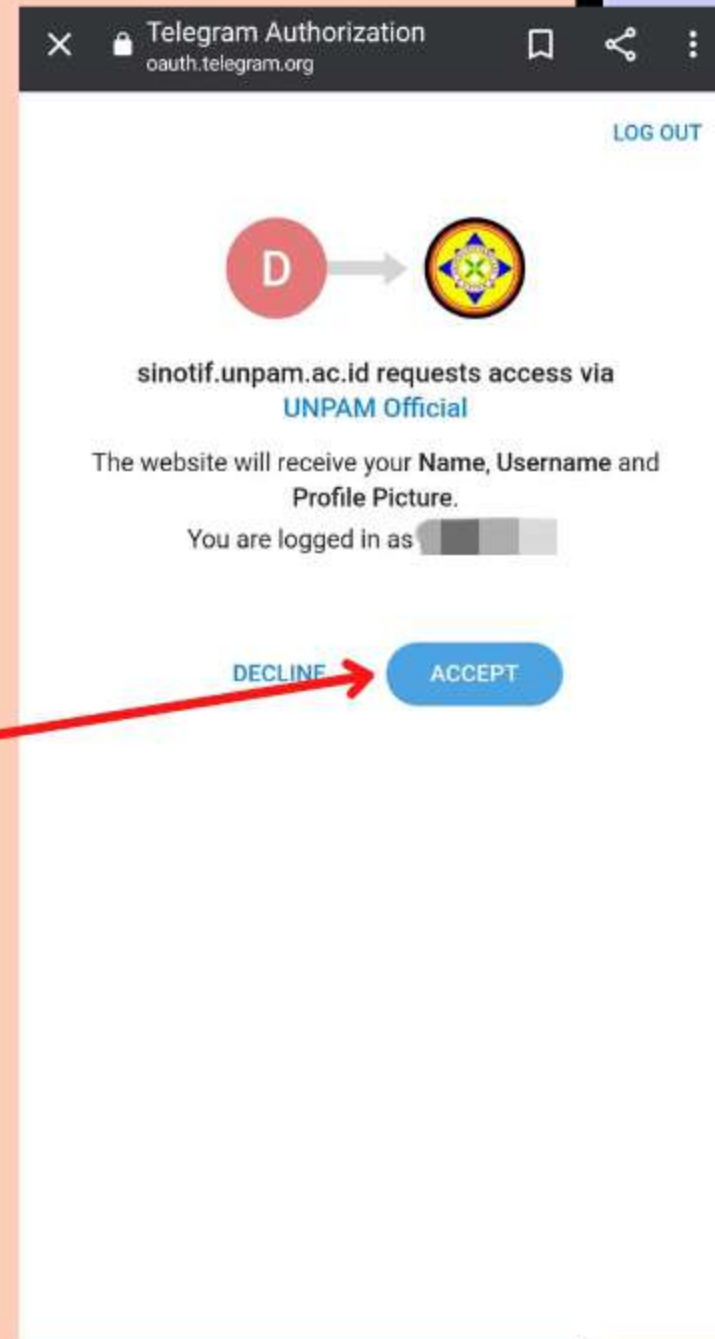 Telegram Authorization
oauth.telegram.org
LOG OUT
D
sinotif.unpam.ac.id requests access via
UNPAM Official
The website will receive your Name, Username and
Profile Picture.
You are logged in as
DECLINE
ACCEPT